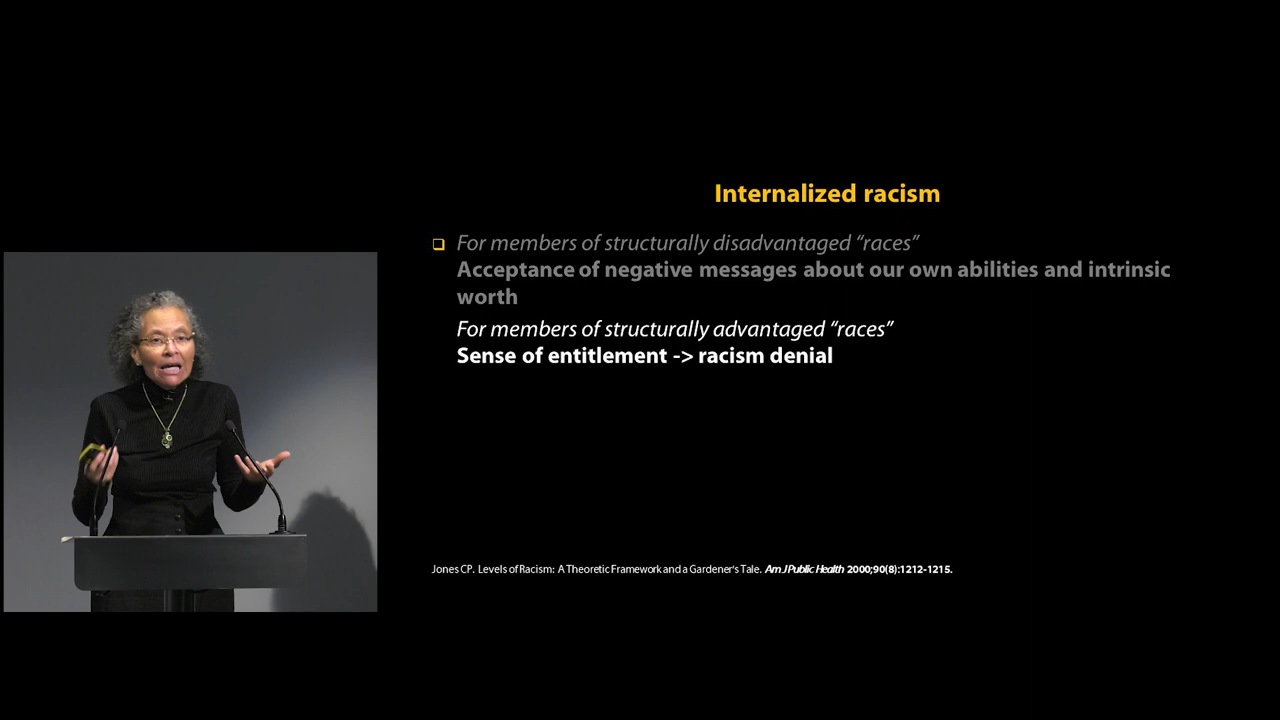 Internalized racism
For members of structurally disadvantaged “races”
Acceptance of negative messages about our own abilities and intrinsic
worth
For members of structurally advantaged “races”
Sense of entitlement -> racism denial
Jones CP. Levels of Racism: A Theoretic Framework and a Gardener's Tale. Am J Public Health 2000;90(8):1212-1215.